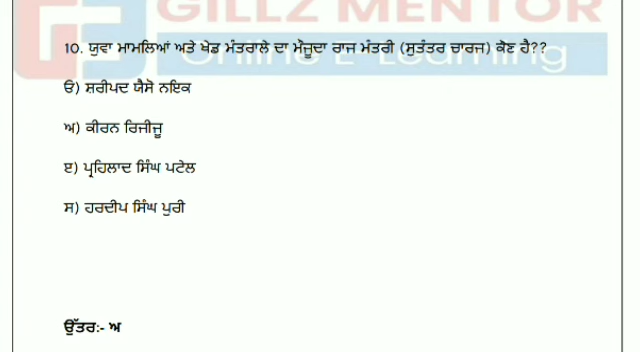 GILLZ MENTOR
Online E-Learning
10. ਯੁਵਾ ਮਾਮਲਿਆਂ ਅਤੇ ਖੇਡ ਮੰਤਰਾਲੇ ਦਾ ਮੌਜੂਦਾ ਰਾਜ ਮੰਤਰੀ (ਸੁਤੰਤਰ ਚਾਰਜ) ਕੋਣ ਹੈ??
ੳ) ਸ਼ਰੀਪਦ ਯੈਸੋ ਨਇਕ
ਅ) ਕੀਰਨ ਰਿਜੀਜੂ
ੲ) ਪ੍ਰਹਿਲਾਦ ਸਿੰਘ ਪਟੇਲ
ਸ) ਹਰਦੀਪ ਸਿੰਘ ਪੁਰੀ
ਉੱਤਰ:- ਅ